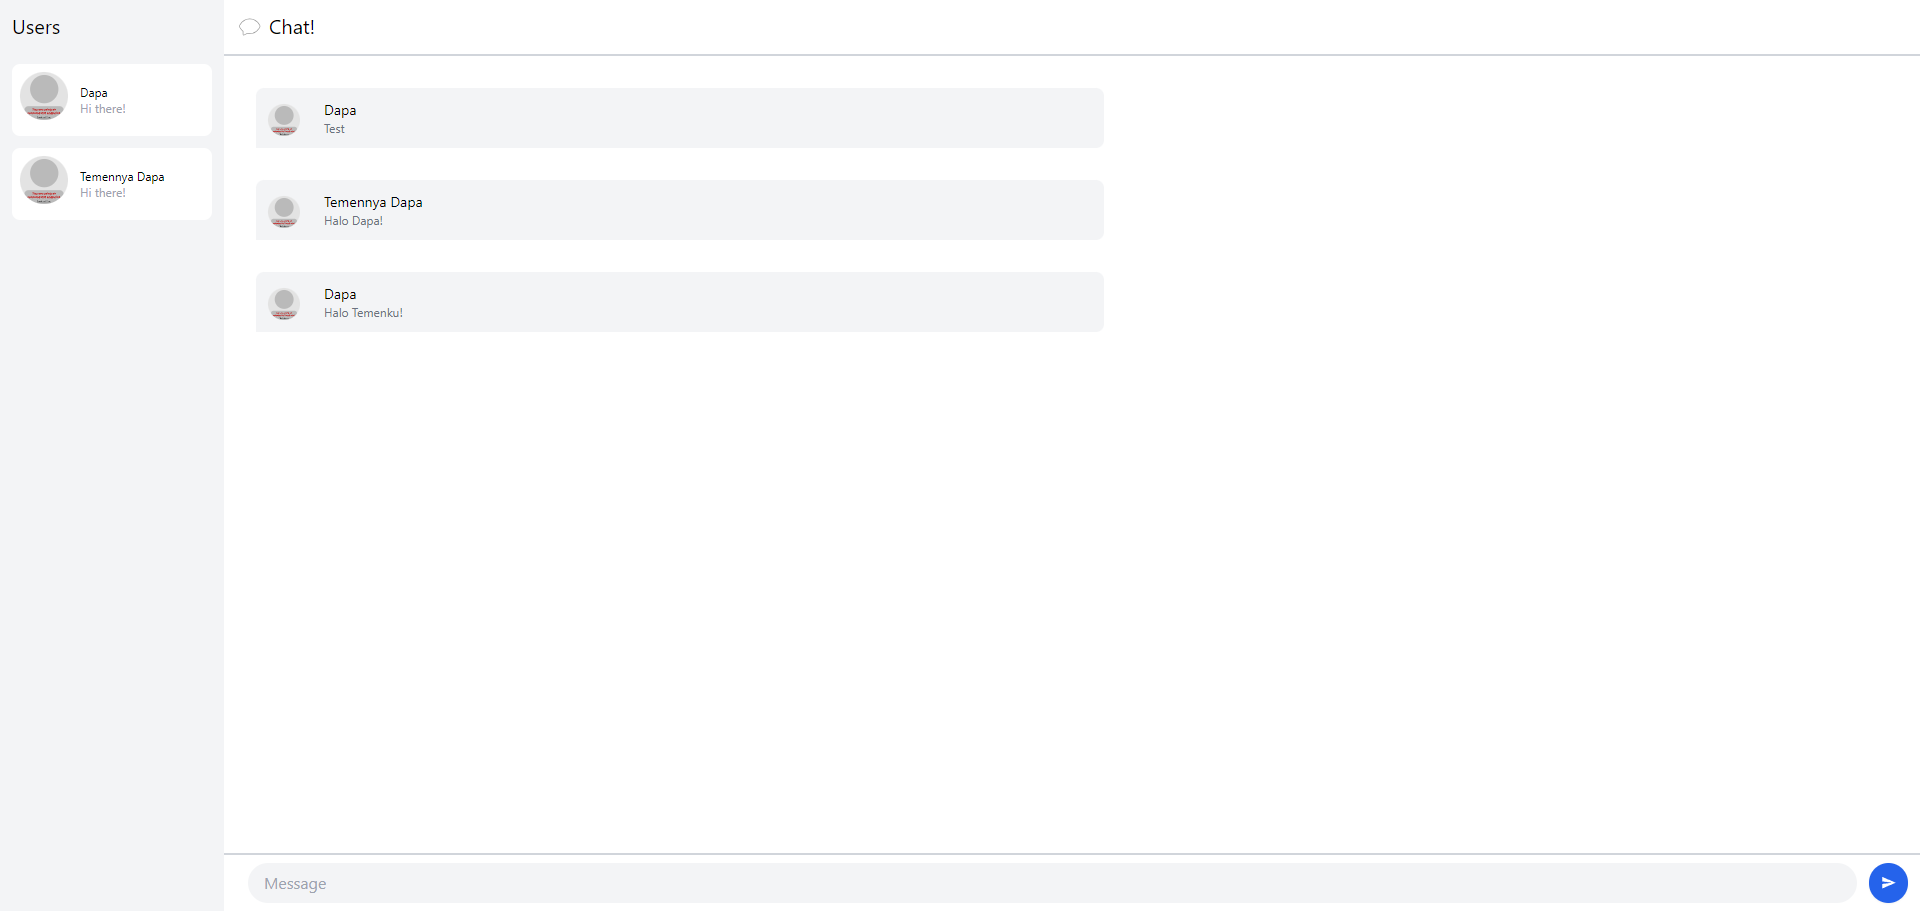 Users
Dapa
Hi there!
Temennya Dapa
Hi there!
Chat!
Dapa
Test
Temennya Dapa
Halo Dapa!
Dapa
Halo Temenku!
Message